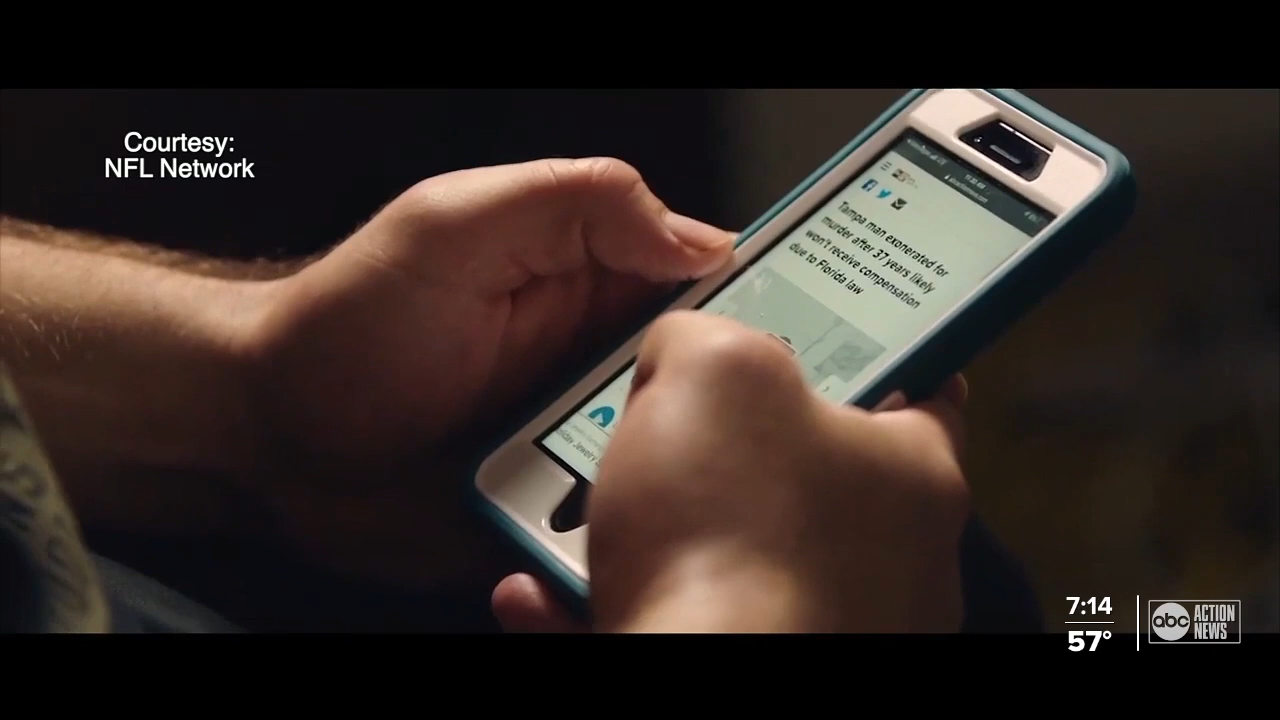 Courtesy:
NFL Network
Tampa man exonerated for
murder after 37 years likely
won't receive compensation
due to Florida law
7:14
57°
abc ACTION
NEWS